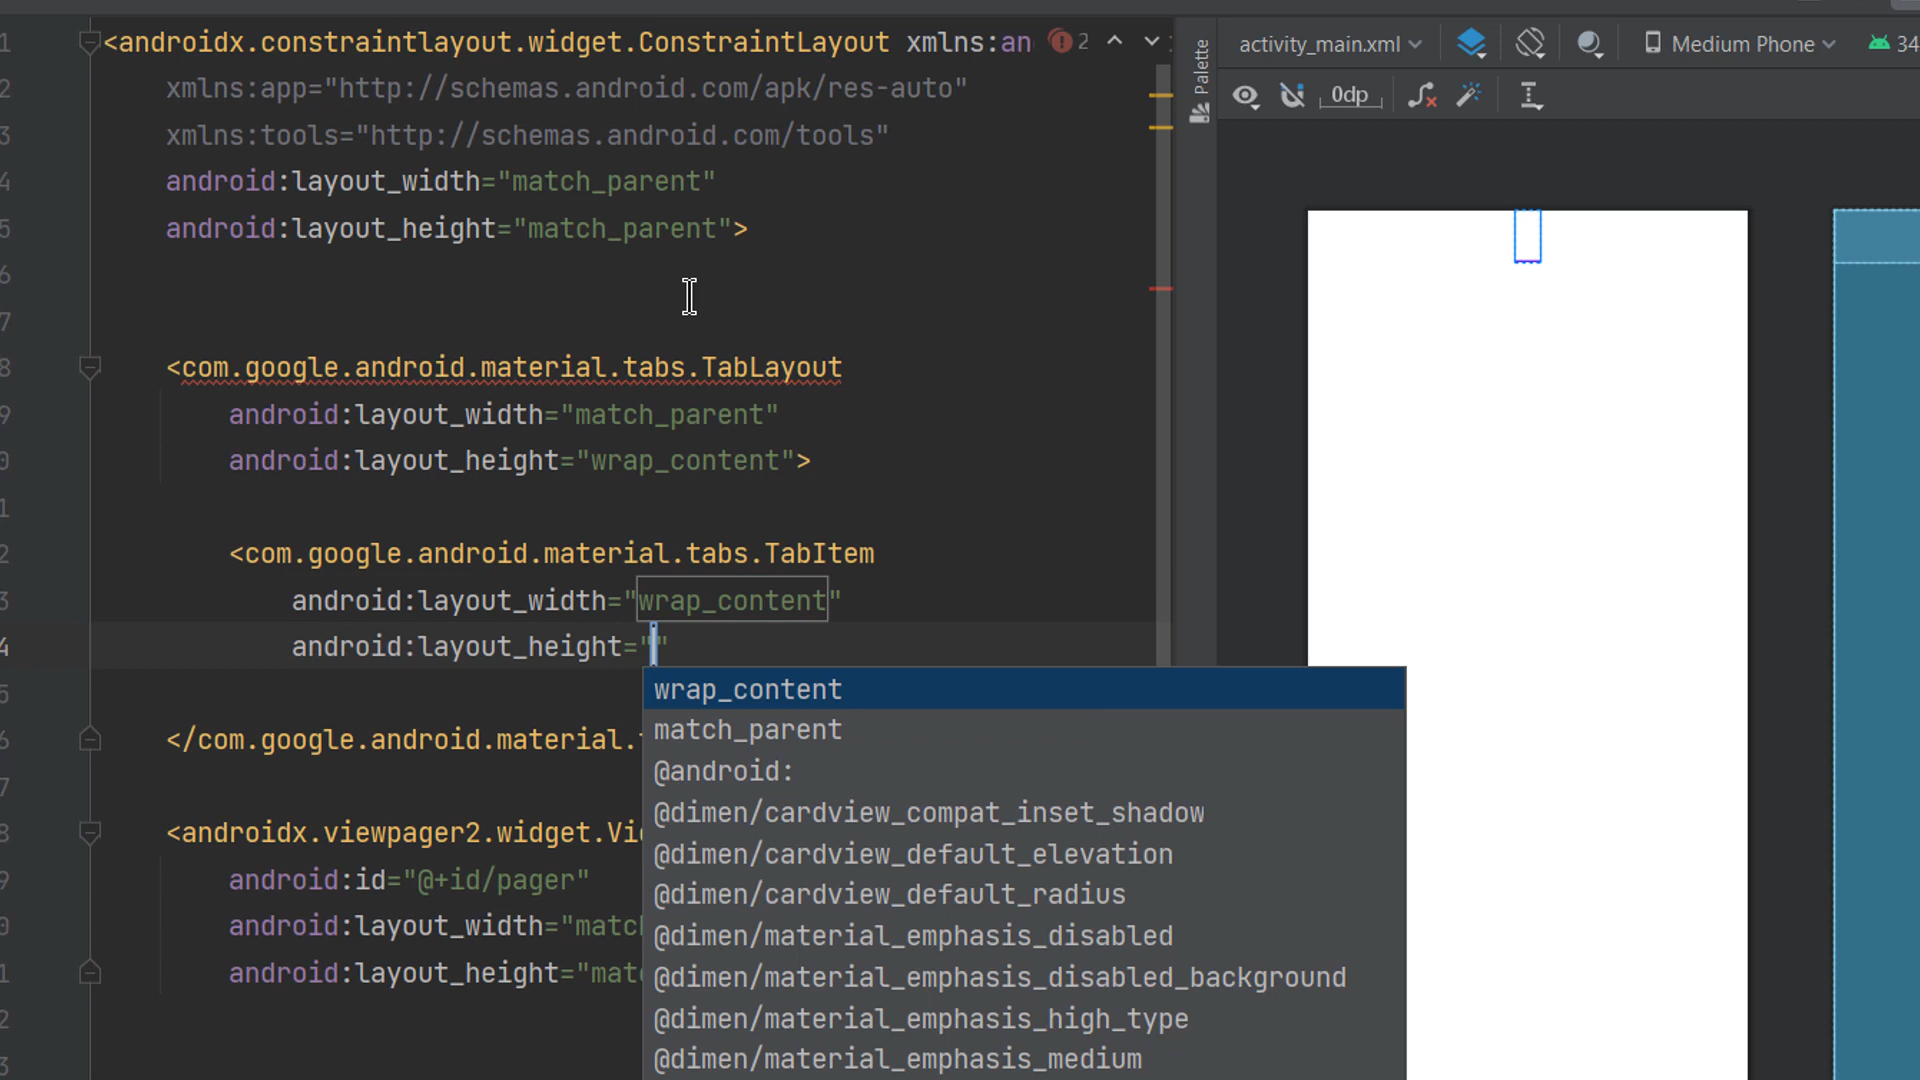 1 <androidx.constraintlayout.widget.ConstraintLayout xmlns:an 2
2 xmlns:app="http://schemas.android.com/apk/res-auto"
3 xmlns:tools="http://schemas.android.com/tools"
4 android:layout_width="match_parent"
5 android:layout_height="match_parent">
6
7
8 <com.google.android.material.tabs.TabLayout
9 android:layout_width="match_parent"
0 android:layout_height="wrap_content">
1
2 <com.google.android.material.tabs.TabItem
3 android:layout_width="wrap_content"
4 android:layout_height=""
5
6 </com.google.android.material.
7
8 <androidx.viewpager2.widget.Vi
9 android:id="@+id/pager"
0 android:layout_width="matc
1 android:layout_height="mat
2
3
wrap_content
match_parent
@android:
@dimen/cardview_compat_inset_shadow
@dimen/cardview_default_elevation
@dimen/cardview_default_radius
@dimen/material_emphasis_disabled
@dimen/material_emphasis_disabled_background
@dimen/material_emphasis_high_type
@dimen/material_emphasis_medium
Palette
activity_main.xml Medium Phone 34
0dp